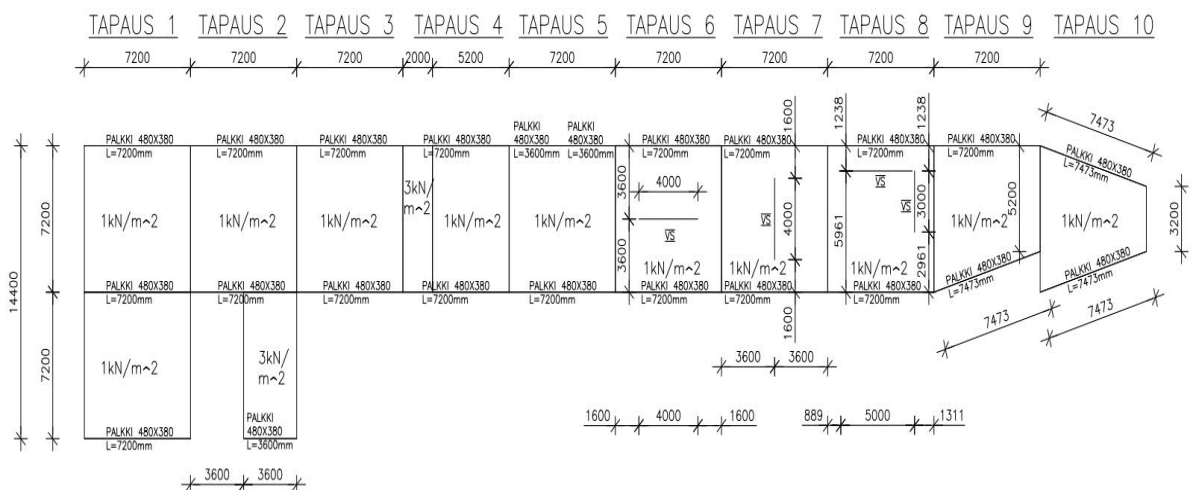 TAPAUS 1 TAPAUS 2 TAPAUS 3 TAPAUS 4 TAPAUS 5 TAPAUS 6 TAPAUS 7 TAPAUS 8 TAPAUS 9 TAPAUS 10
7200 7200 7200 2000 5200 7200 7200 7200 7200 7200
1600
1238
1238
7473
PALKKI 480X380
L=7200mm
PALKKI 480X380
L=7200mm
PALKKI 480X380
L=7200mm
PALKKI 480X380
L=7200mm
PALKKI
480X380
L=3600mm
PALKKI
480X380
L=3600mm
PALKKI 480X380
L=7200mm
PALKKI 480X380
L=7200mm
PALKKI 480X380
L=7200mm
PALKKI 480X380
L=7200mm
PALKKI 480X380
L=7473mm
14400
7200
1kN/m^2
1kN/m^2
1kN/m^2
3kN/
m^2
1kN/m^2
1kN/m^2
3600
4000
VS
3600
1kN/m^2
VS
4000
1kN/m^2
5961
VS
VS
3000
2961
1kN/m^2
5200
1kN/m^2
1kN/m^2
3200
PALKKI 480X380
L=7200mm
PALKKI 480X380
L=7200mm
PALKKI 480X380
L=7200mm
PALKKI 480X380
L=7200mm
PALKKI 480X380
L=7200mm
PALKKI 480X380
L=7200mm
PALKKI 480X380
L=7200mm
PALKKI 480X380
L=7200mm
PALKKI 480X380
L=7473mm
PALKKI 480X380
L=7473mm
1600
7473
7473
7200
1kN/m^2
3kN/
m^2
3600 3600
PALKKI 480X380
L=7200mm
PALKKI
480X380
L=3600mm
1600 4000 1600
889 5000 1311
3600 3600